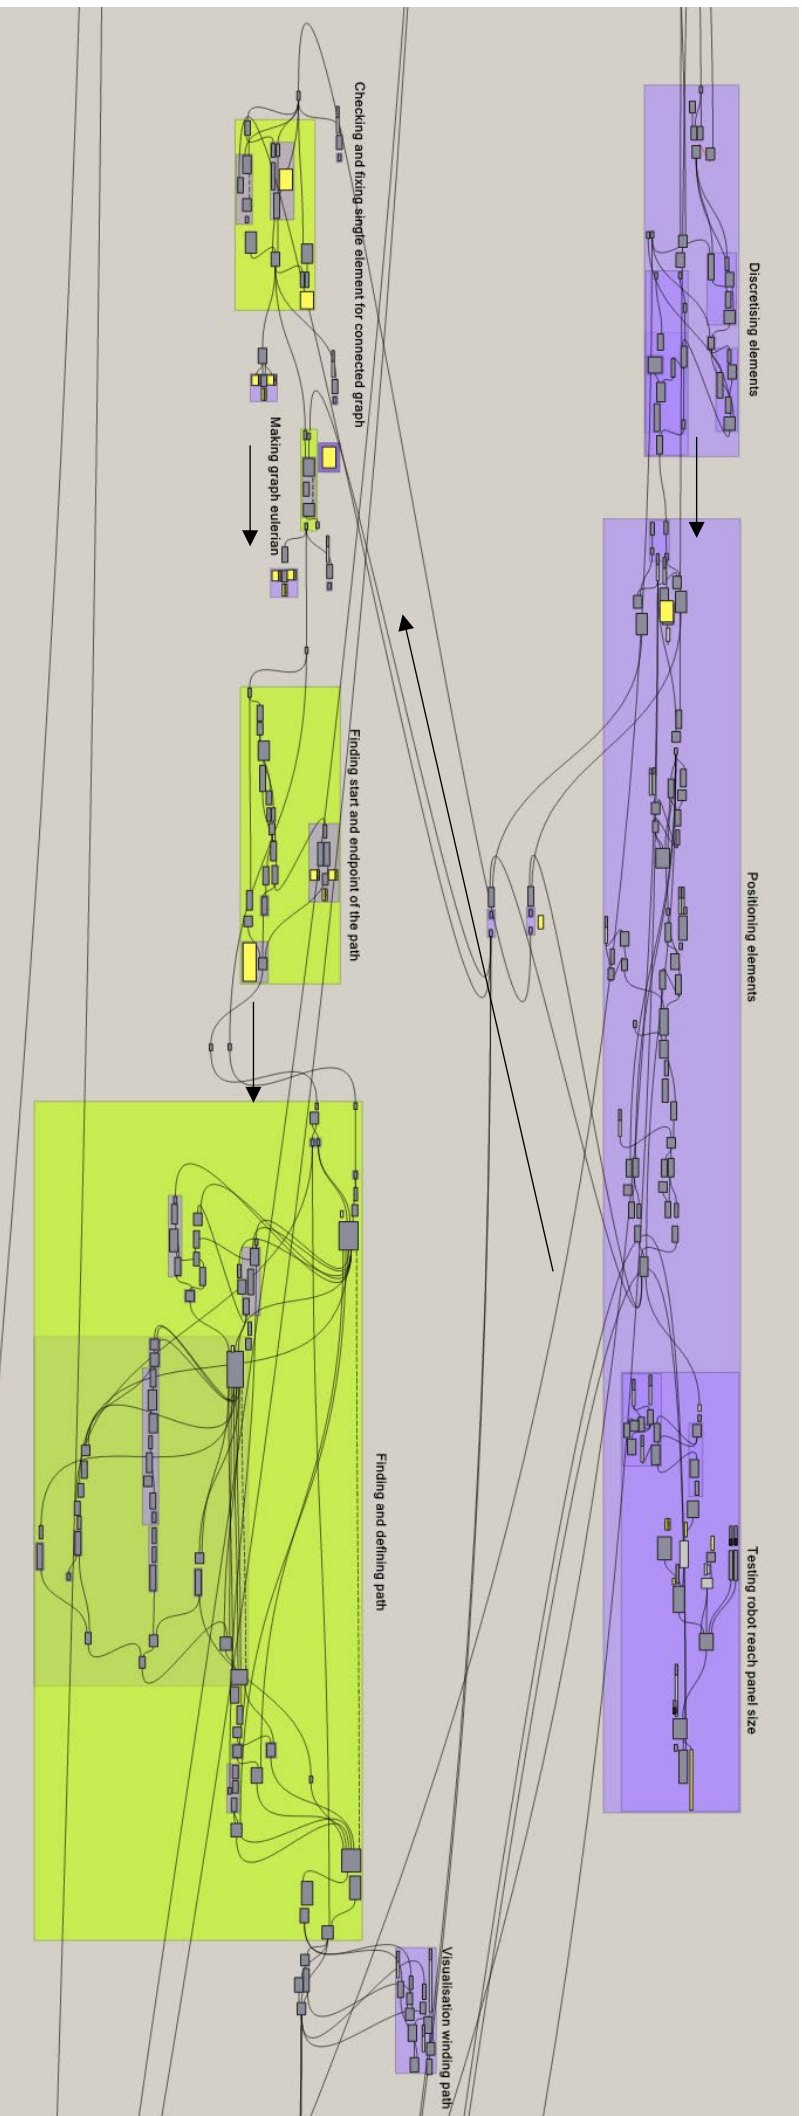 Discretising elements
Positioning elements
Testing robot reach panel size
Checking and fixing single element for connected graph
Making graph eulerian
Finding start and endpoint of the path
Finding and defining path
Visualisation winding path